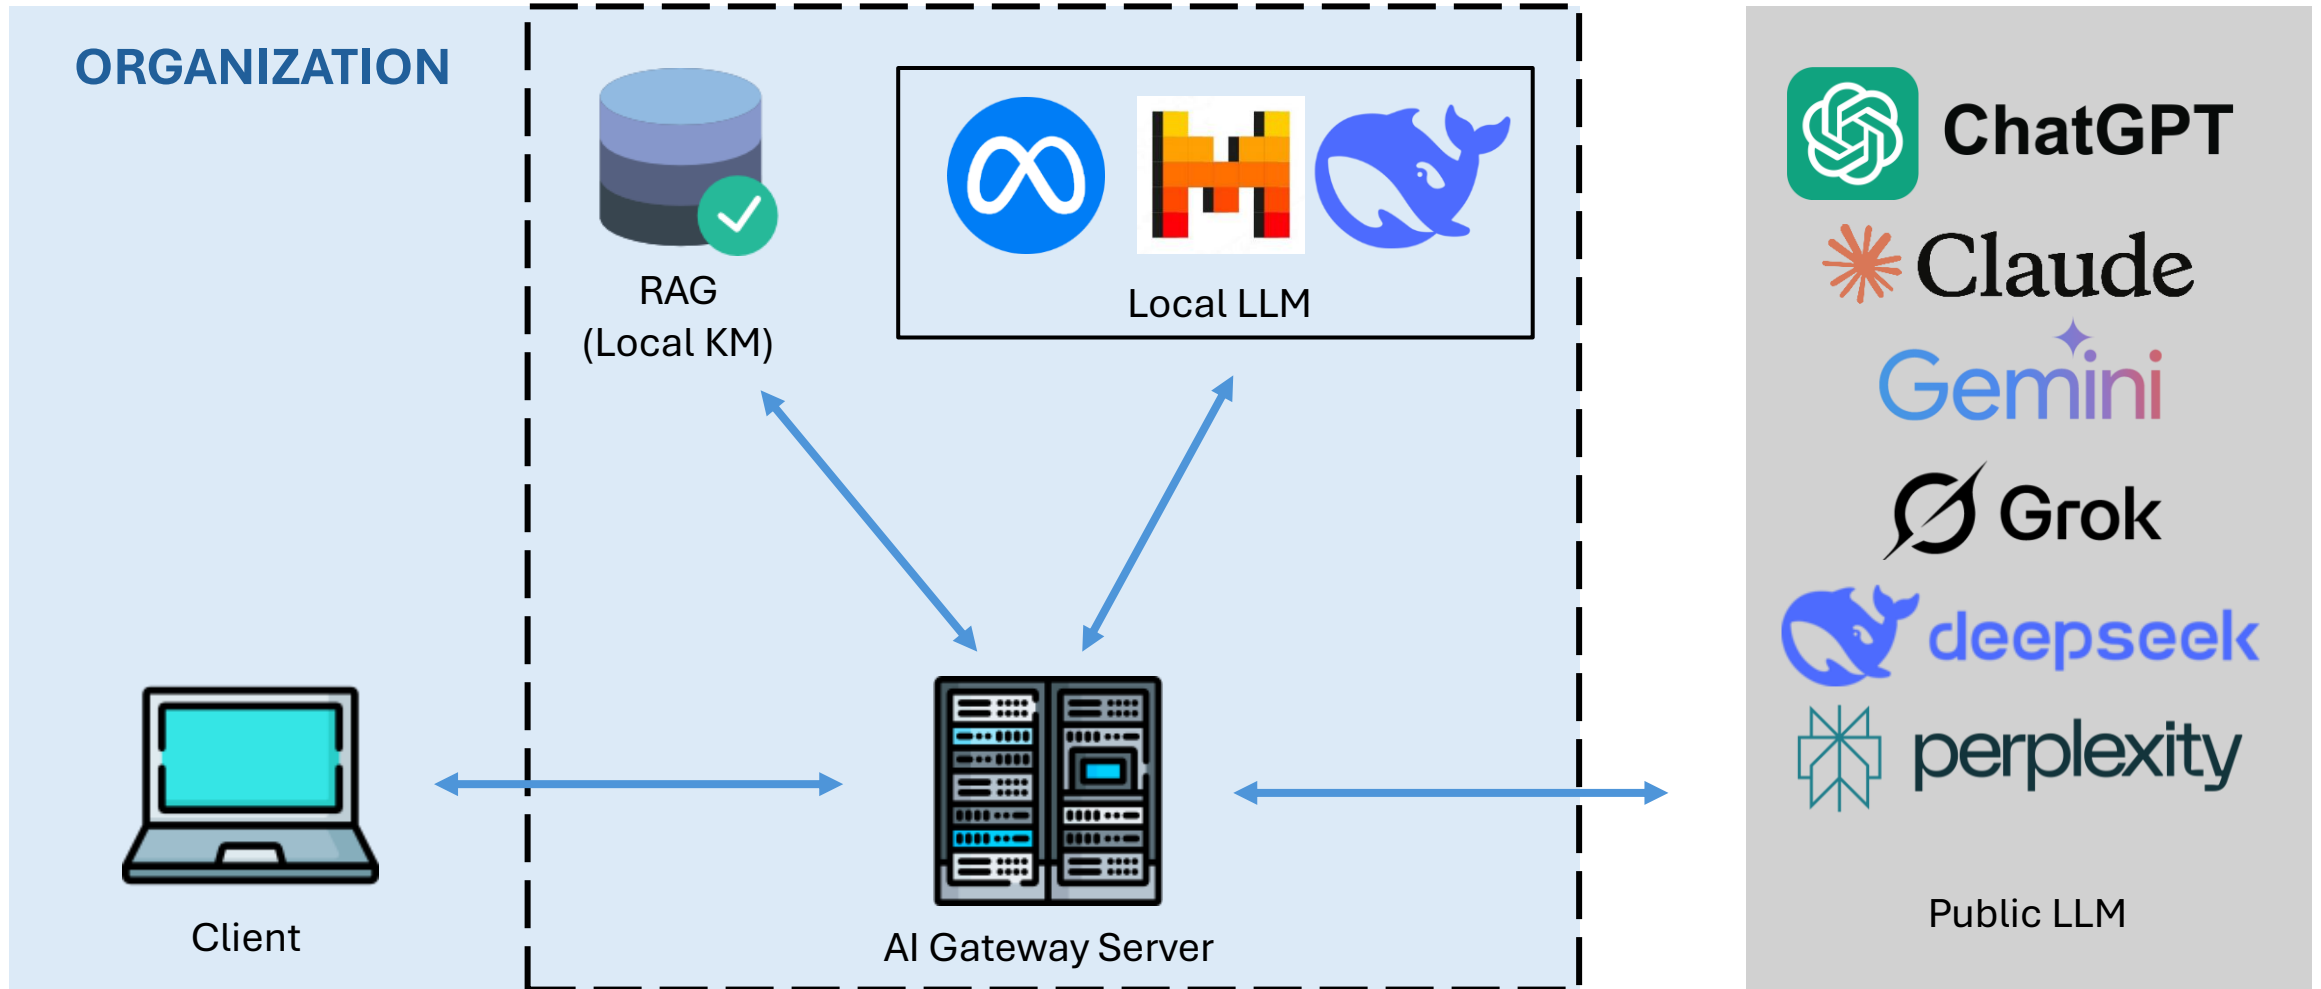 ORGANIZATION
RAG
(Local KM)
Local LLM
Client
AI Gateway Server
ChatGPT
Claude
Gemini
Grok
deepseek
perplexity
Public LLM